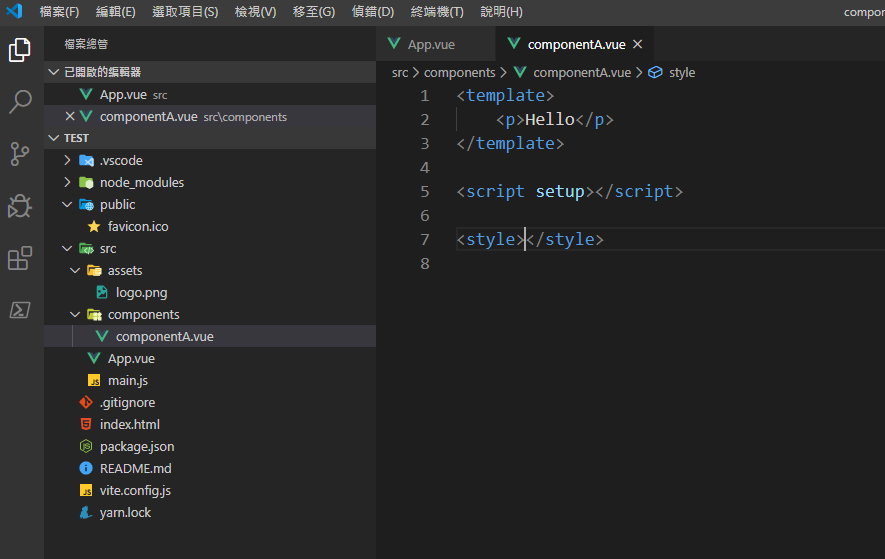 檔案(F) 編輯(E) 選取項目(S) 檢視(V) 移至(G) 偵錯(D) 終端機(T) 說明(H) compor
檔案總管
已開啟的編輯器
App.vue src
componentA.vue src\components
TEST
.vscode
node_modules
public
favicon.ico
src
assets
logo.png
components
componentA.vue
App.vue
JS main.js
.gitignore
index.html
package.json
README.md
JS vite.config.js
yarn.lock
App.vue componentA.vue
src > components > componentA.vue > style
1 <template>
2 <p>Hello</p>
3 </template>
4
5 <script setup></script>
6
7 <style></style>
8